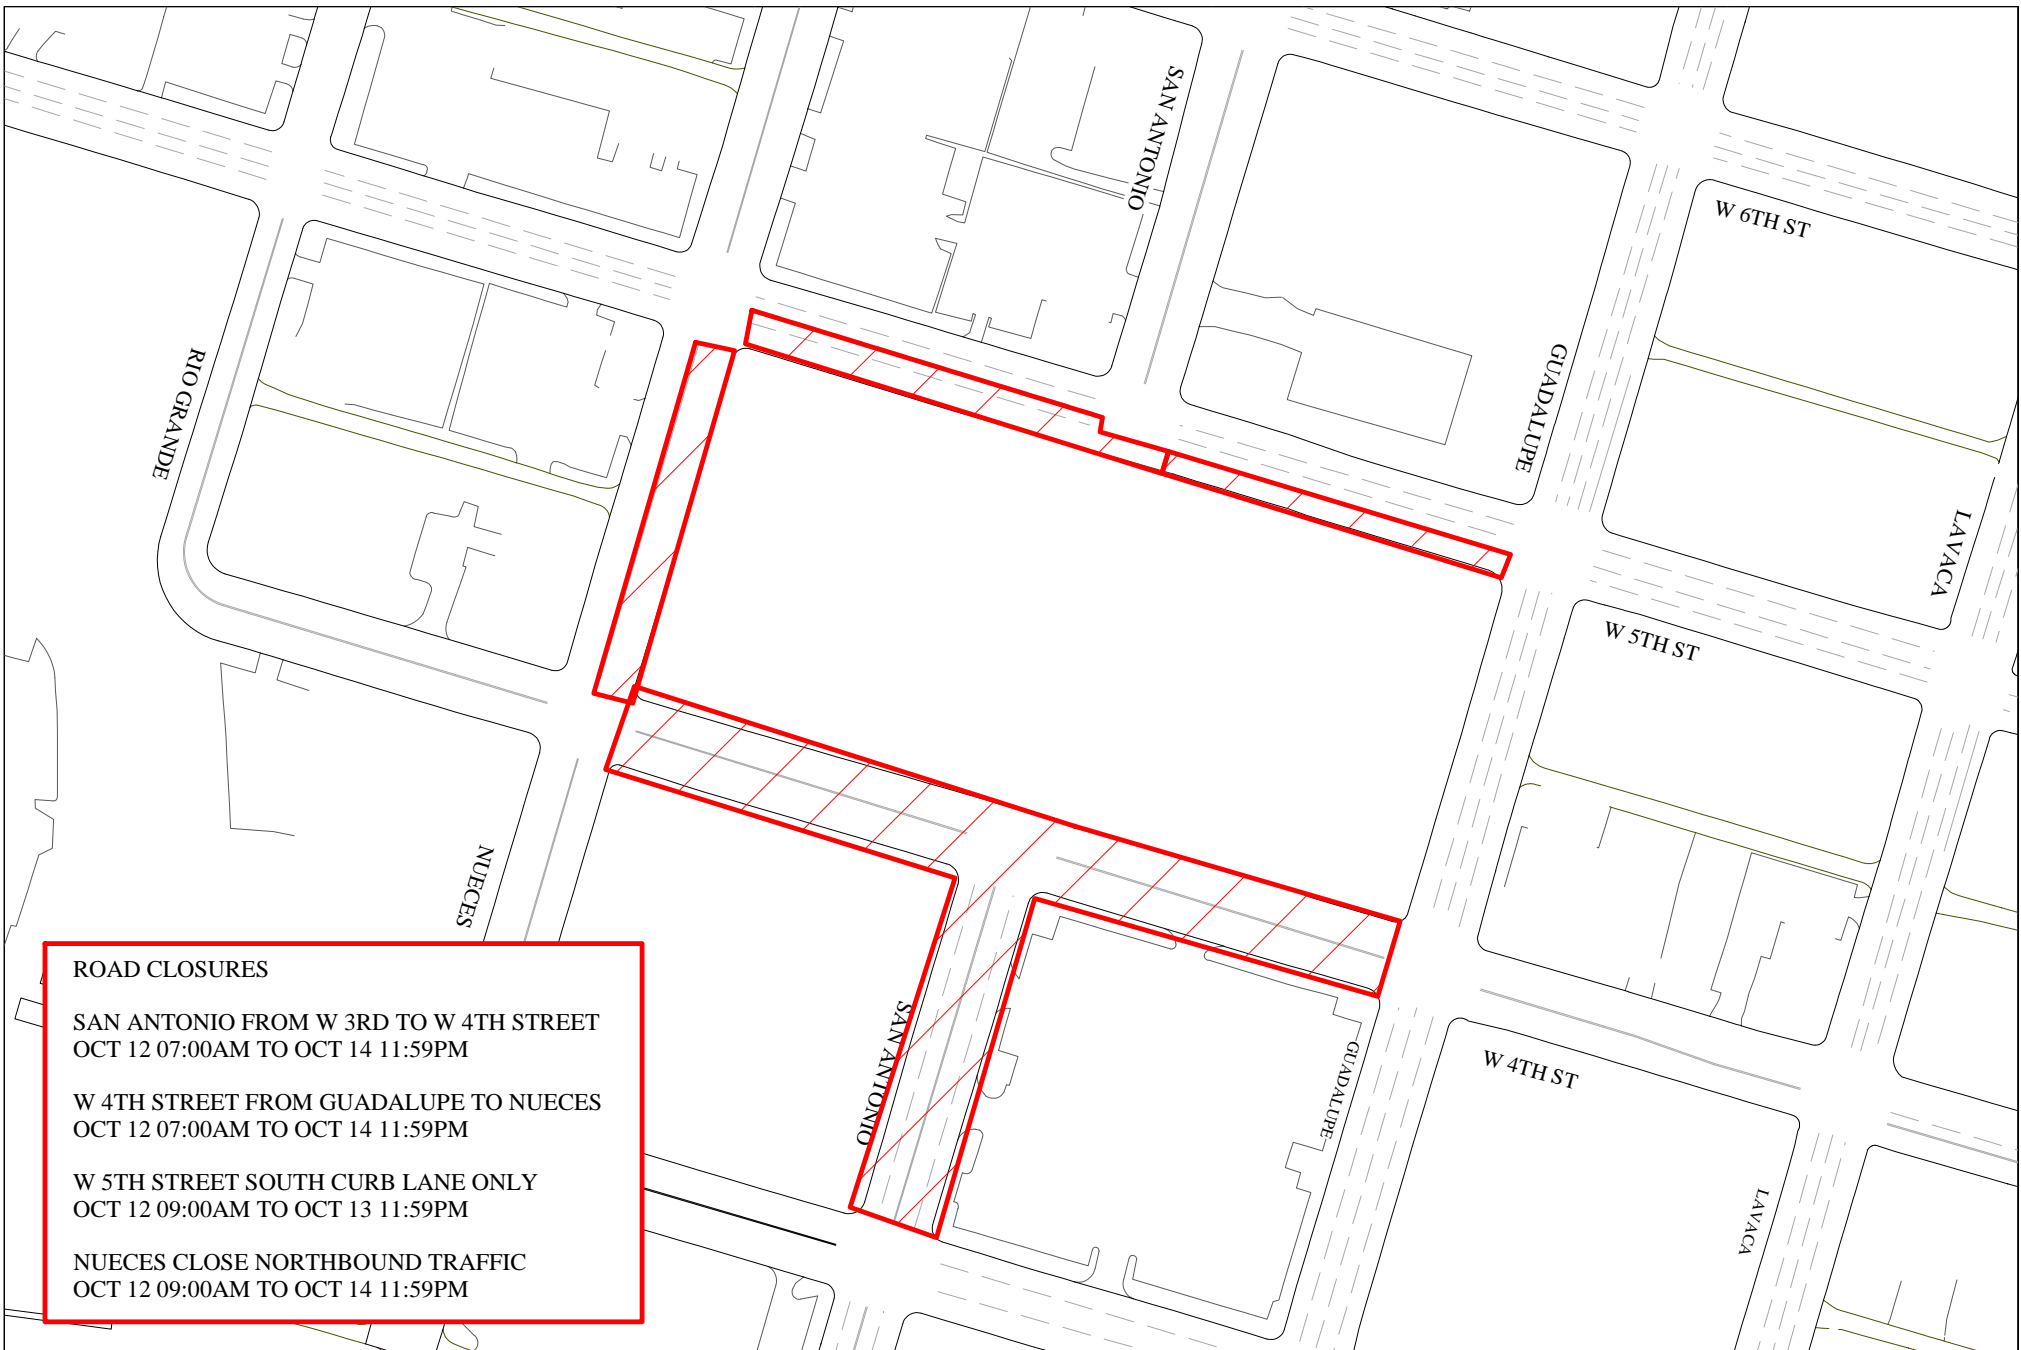 SAN ANTONIO
W 6TH ST
RIO GRANDE
GUADALUPE
LAVACA
W 5TH ST
NUECES
SAN ANTONIO
GUADALUPE
W 4TH ST
LAVACA
ROAD CLOSURES
SAN ANTONIO FROM W 3RD TO W 4TH STREET
OCT 12 07:00AM TO OCT 14 11:59PM
W 4TH STREET FROM GUADALUPE TO NUECES
OCT 12 07:00AM TO OCT 14 11:59PM
W 5TH STREET SOUTH CURB LANE ONLY
OCT 12 09:00AM TO OCT 13 11:59PM
NUECES CLOSE NORTHBOUND TRAFFIC
OCT 12 09:00AM TO OCT 14 11:59PM